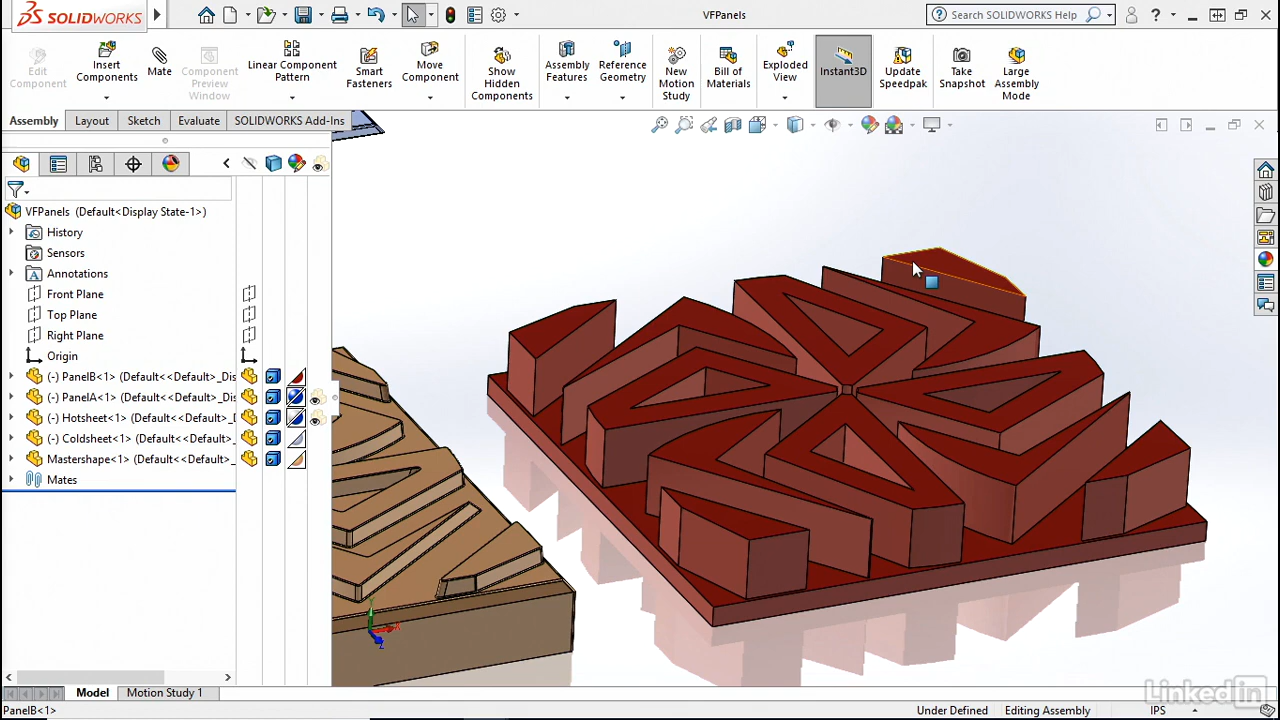 SOLIDWORKS
VFPanels
Search SOLIDWORKS Help
?
Edit Component
Insert Components
Mate
Component Preview Window
Linear Component Pattern
Smart Fasteners
Move Component
Show Hidden Components
Assembly Features
Reference Geometry
New Motion Study
Bill of Materials
Exploded View
Instant3D
Update Speedpak
Take Snapshot
Large Assembly Mode
Assembly
Layout
Sketch
Evaluate
SOLIDWORKS Add-Ins
VFPanels (Default<Display State-1>)
History
Sensors
Annotations
Front Plane
Top Plane
Right Plane
Origin
(-) PanelB<1> (Default<<Default>_Dis
(-) PanelA<1> (Default<<Default>_Dis
(-) Hotsheet<1> (Default<<Default>_D
(-) Coldsheet<1> (Default<<Default>_
Mastershape<1> (Default<<Default>_
Mates
Y
X
Z
Model
Motion Study 1
LinkedIn
PanelB<1>
Under Defined
Editing Assembly
IPS